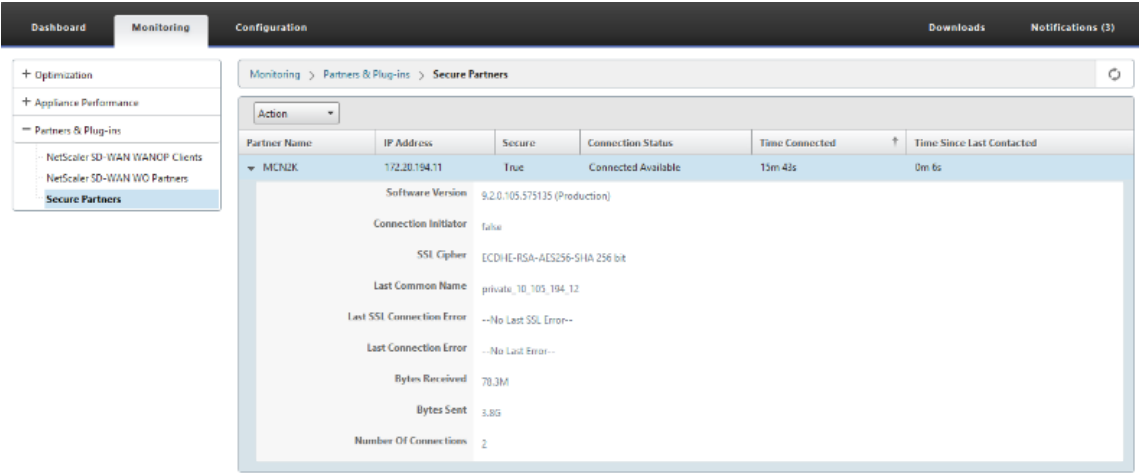 Dashboard Monitoring Configuration Downloads Notifications (3)
+ Optimization
+ Appliance Performance
− Partners & Plug-ins
NetScaler SD-WAN WANOP Clients
NetScaler SD-WAN WO Partners
Secure Partners
Monitoring > Partners & Plug-ins > Secure Partners
Action
Partner Name IP Address Secure Connection Status Time Connected ↑ Time Since Last Contacted
MCN2K 172.20.194.11 True Connected Available 15m 43s 0m 6s
Software Version 9.2.0.105.575135 (Production)
Connection Initiator false
SSL Cipher ECDHE-RSA-AES256-SHA 256 bit
Last Common Name private_10_105_194_12
Last SSL Connection Error --No Last SSL Error--
Last Connection Error --No Last Error--
Bytes Received 78.3M
Bytes Sent 3.8G
Number Of Connections 2